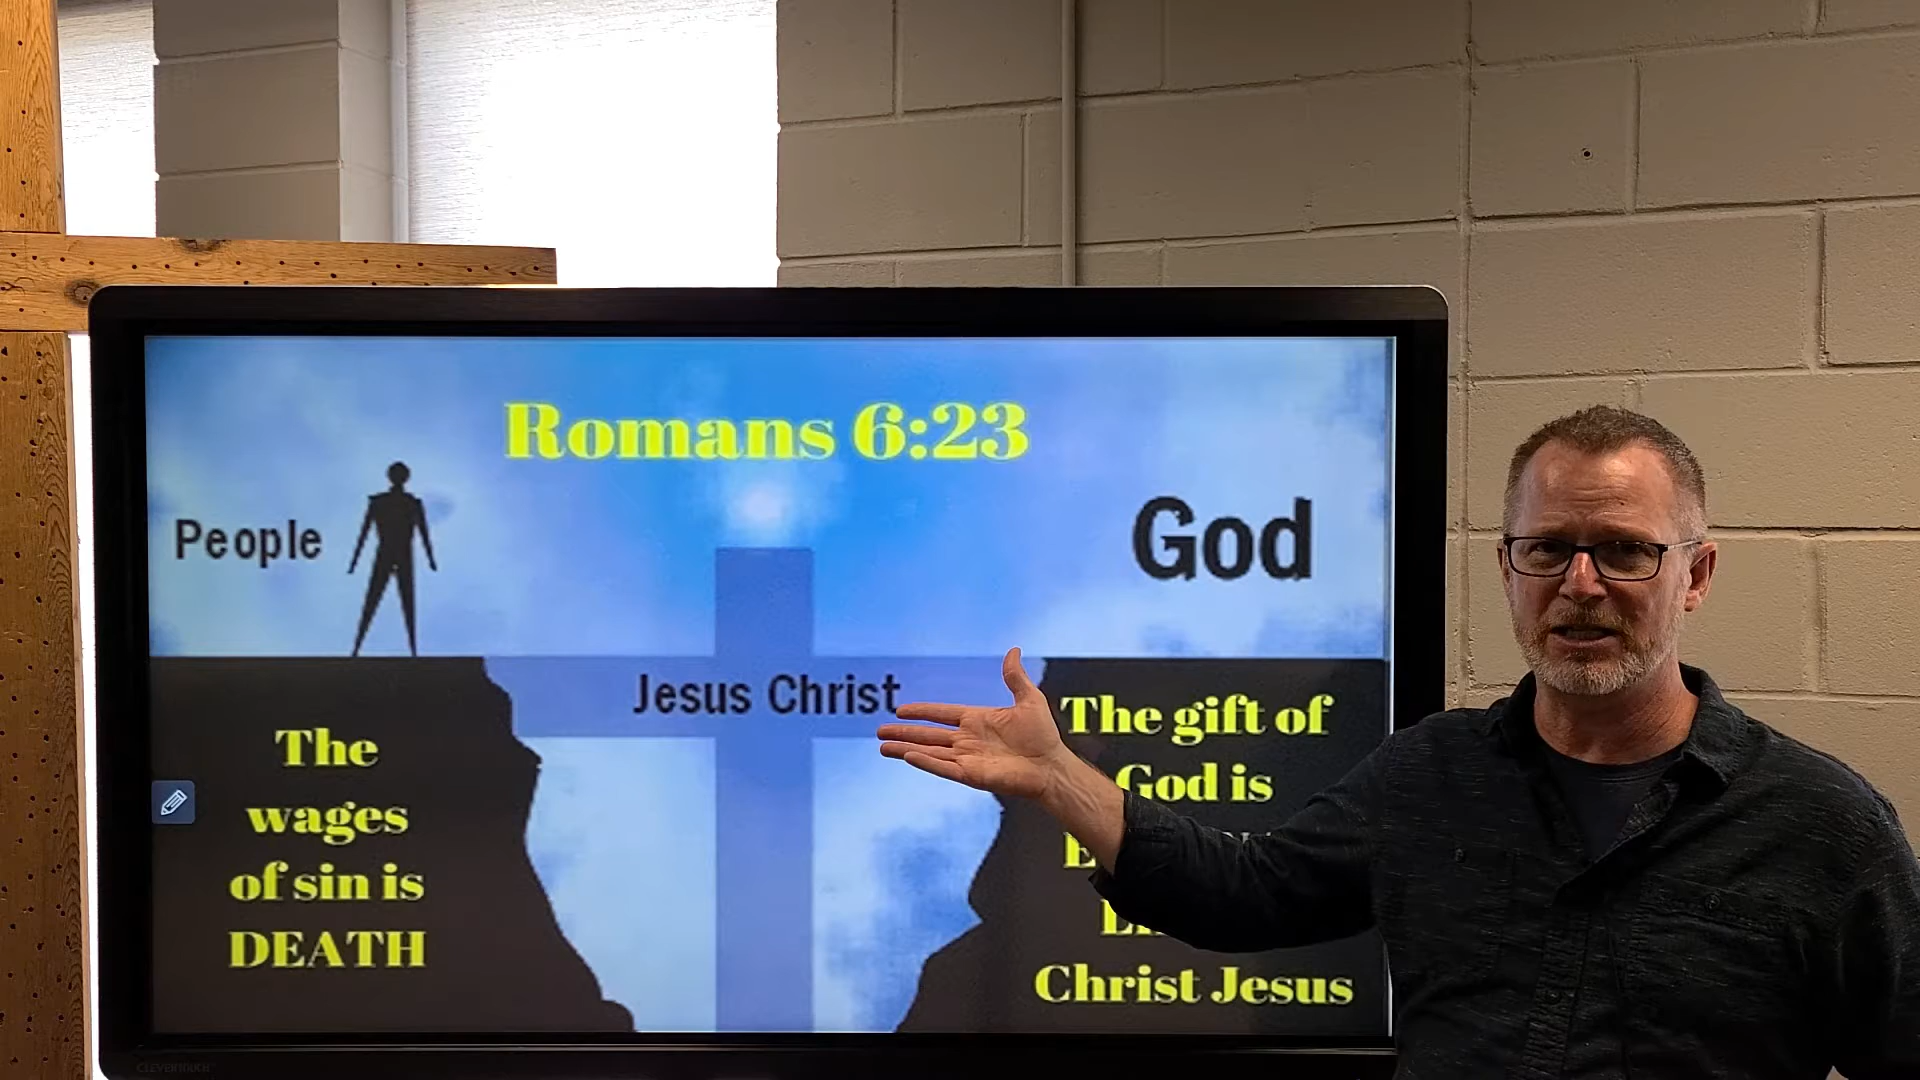 Romans 6:23
People
God
Jesus Christ
The
wages
of sin is
DEATH
The gift of
God is
Christ Jesus
CLEVERTOUCH